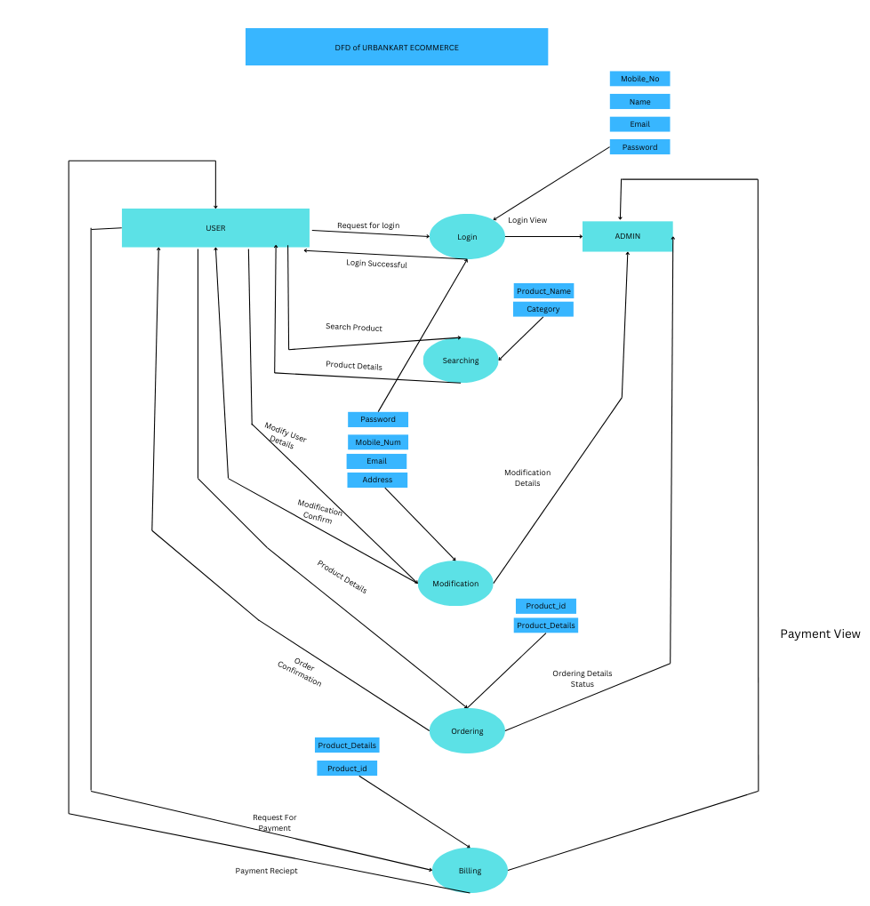 DFD of URBANKART ECOMMERCE
Mobile_No
Name
Email
Password
USER
Request for login
Login
Login View
ADMIN
Login Successful
Product_Name
Category
Search Product
Searching
Product Details
Password
Mobile_Num
Email
Address
Modify User
Details
Modification
Details
Modification
Confirm
Product Details
Modification
Product_id
Product_Details
Payment View
Order
Confirmation
Ordering Details
Status
Ordering
Product_Details
Product_id
Request For
Payment
Payment Reciept
Billing